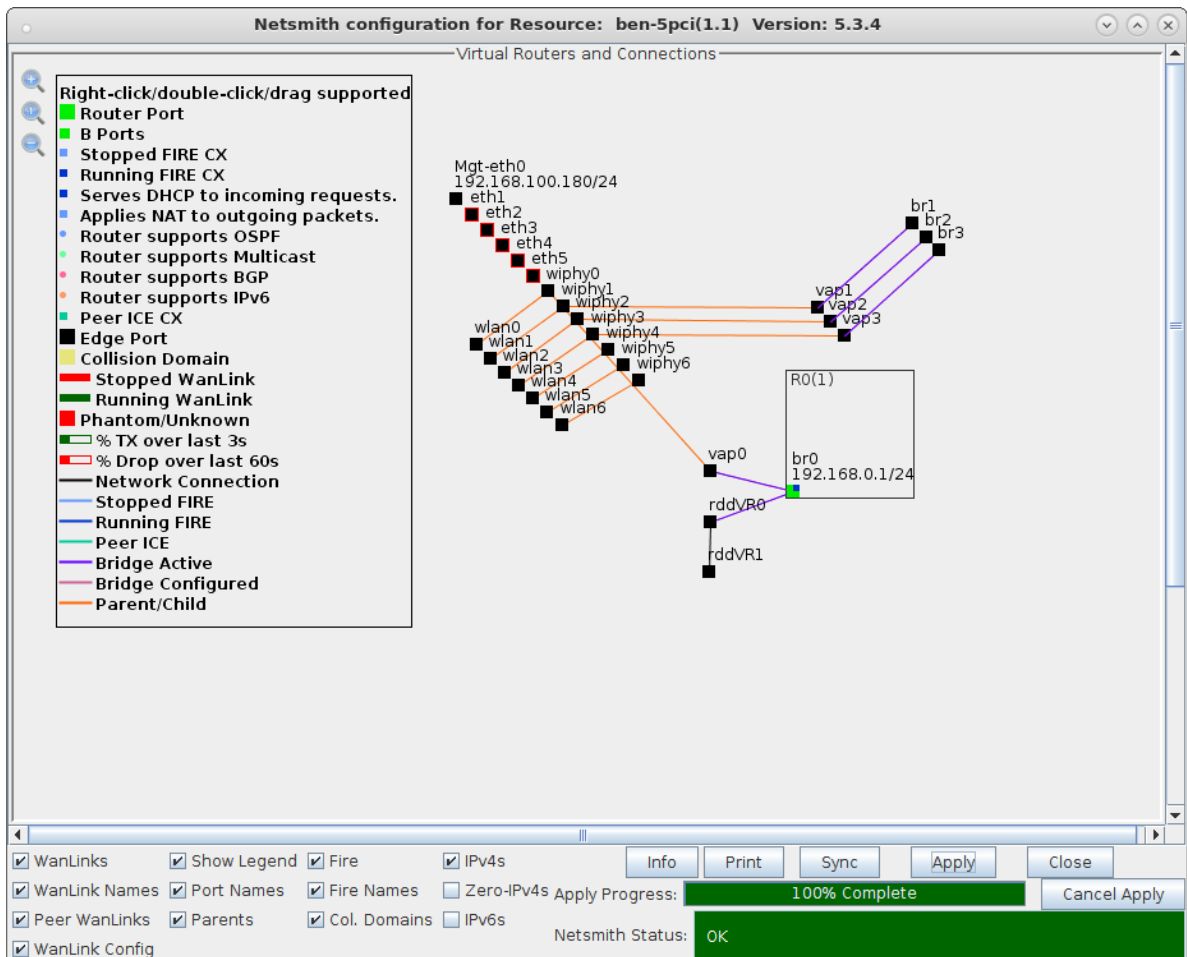 Netsmith configuration for Resource:  ben-5pci(1.1)  Version: 5.3.4
Virtual Routers and Connections
Right-click/double-click/drag supported
Router Port
B Ports
Stopped FIRE CX
Running FIRE CX
Serves DHCP to incoming requests.
Applies NAT to outgoing packets.
Router supports OSPF
Router supports Multicast
Router supports BGP
Router supports IPv6
Peer ICE CX
Edge Port
Collision Domain
Stopped WanLink
Running WanLink
Phantom/Unknown
% TX over last 3s
% Drop over last 60s
Network Connection
Stopped FIRE
Running FIRE
Peer ICE
Bridge Active
Bridge Configured
Parent/Child
Mgt-eth0
192.168.100.180/24
eth1
eth2
eth3
eth4
eth5
wiphy0
wiphy1
wiphy2
wiphy3
wiphy4
wiphy5
wiphy6
wlan0
wlan1
wlan2
wlan3
wlan4
wlan5
wlan6
br1
br2
br3
vap1
vap2
vap3
R0(1)
br0
192.168.0.1/24
vap0
rddVR0
rddVR1
WanLinks Show Legend Fire IPv4s Info Print Sync Apply Close
WanLink Names Port Names Fire Names Zero-IPv4s Apply Progress: 100% Complete Cancel Apply
Peer WanLinks Parents Col. Domains IPv6s
Netsmith Status: OK
WanLink Config